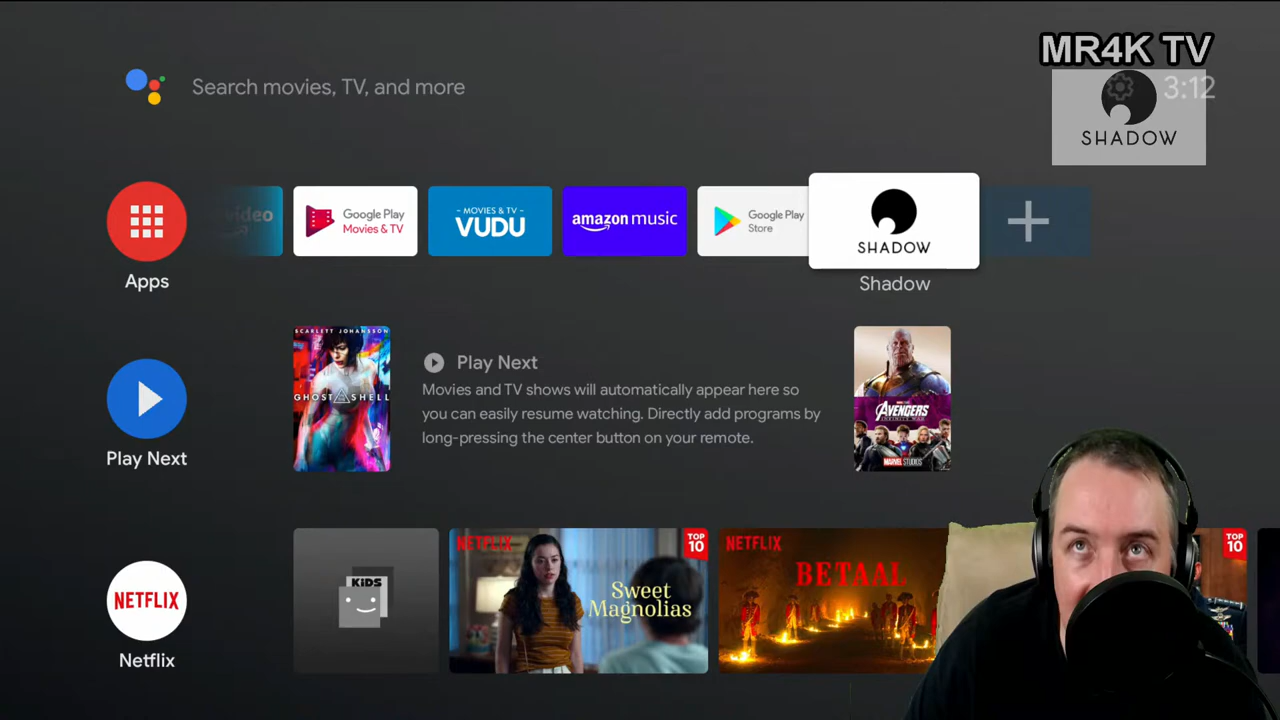 MR4K TV
Search movies, TV, and more
3:12
SHADOW
video
Google Play
Movies & TV
- MOVIES & TV -
VUDU
amazon music
Google Play
Store
SHADOW
Apps
Shadow
SCARLETT JOHANSSON
GHOST SHELL
Play Next
Movies and TV shows will automatically appear here so
you can easily resume watching. Directly add programs by
long-pressing the center button on your remote.
AVENGERS
MARVEL STUDIOS
Play Next
NETFLIX
KIDS
NETFLIX
TOP
10
Sweet
Magnolias
NETFLIX
BETAAL
TOP
10
Netflix